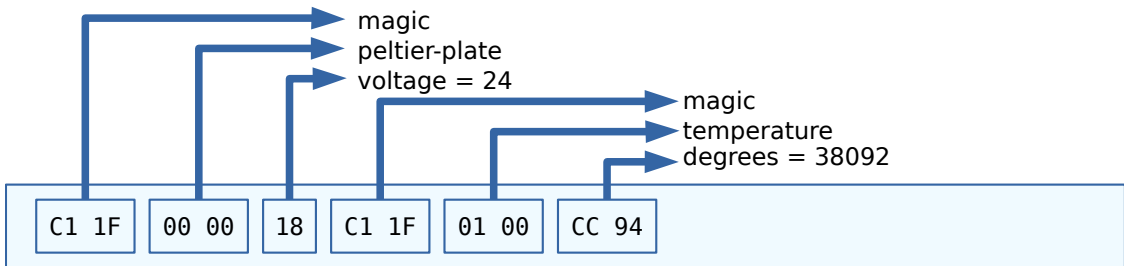 magic
peltier-plate
voltage = 24
magic
temperature
degrees = 38092
C1 1F 00 00 18 C1 1F 01 00 CC 94